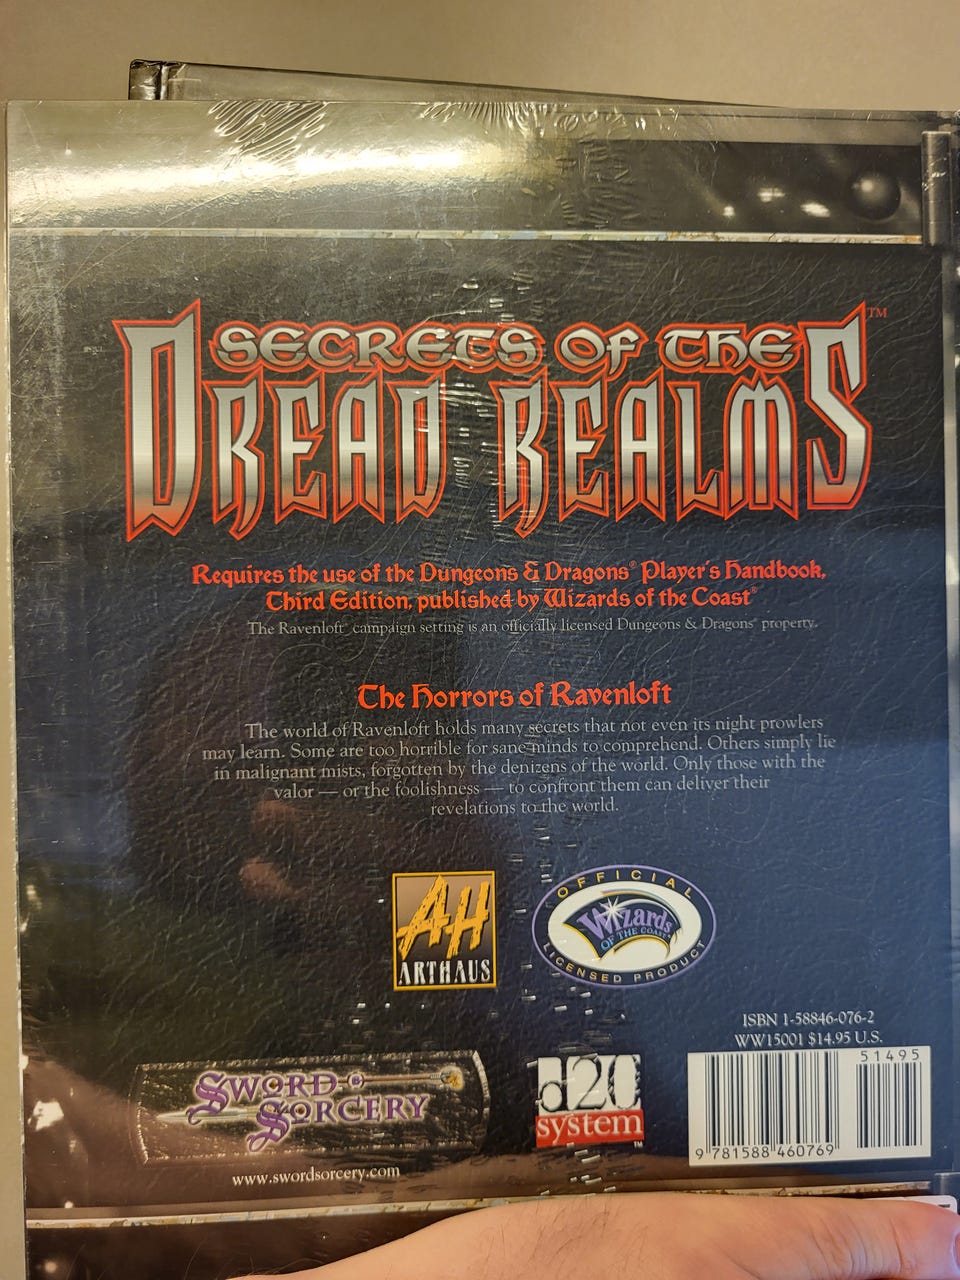 SECRETS OF THE
DREAD REALMS™
Requires the use of the Dungeons & Dragons® Player's Handbook,
Third Edition, published by Wizards of the Coast®
The Ravenloft® campaign setting is an officially licensed Dungeons & Dragons® property.
The Horrors of Ravenloft
The world of Ravenloft holds many secrets that not even its night prowlers
may learn. Some are too horrible for sane minds to comprehend. Others simply lie
in malignant mists, forgotten by the denizens of the world. Only those with the
valor — or the foolishness — to confront them can deliver their
revelations to the world.
AH
ARTHAUS
OFFICIAL
Wizards
OF THE COAST®
LICENSED PRODUCT
ISBN 1-58846-076-2
WW15001 $14.95 U.S.
51495
9 781588 460769
SWORD &
SORCERY
d20
system™
www.swordsorcery.com